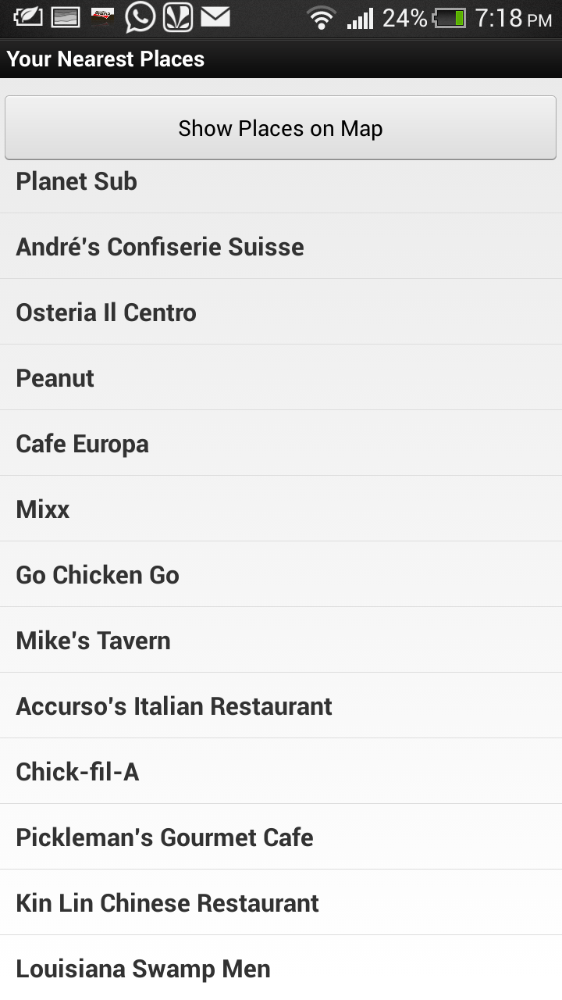 24% 7:18 PM
Your Nearest Places
Show Places on Map
Planet Sub
André's Confiserie Suisse
Osteria Il Centro
Peanut
Cafe Europa
Mixx
Go Chicken Go
Mike's Tavern
Accurso's Italian Restaurant
Chick-fil-A
Pickleman's Gourmet Cafe
Kin Lin Chinese Restaurant
Louisiana Swamp Men